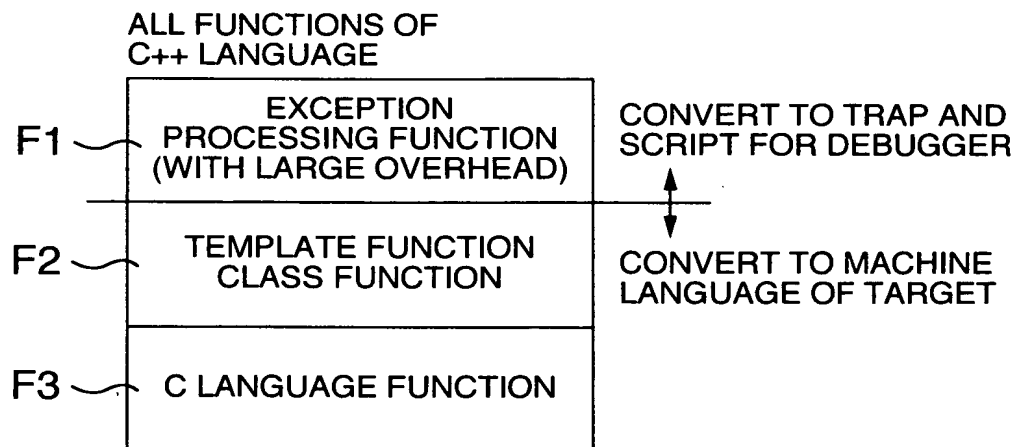 ALL FUNCTIONS OF
C++ LANGUAGE
F1
EXCEPTION
PROCESSING FUNCTION
(WITH LARGE OVERHEAD)
CONVERT TO TRAP AND
SCRIPT FOR DEBUGGER
F2
TEMPLATE FUNCTION
CLASS FUNCTION
CONVERT TO MACHINE
LANGUAGE OF TARGET
F3
C LANGUAGE FUNCTION